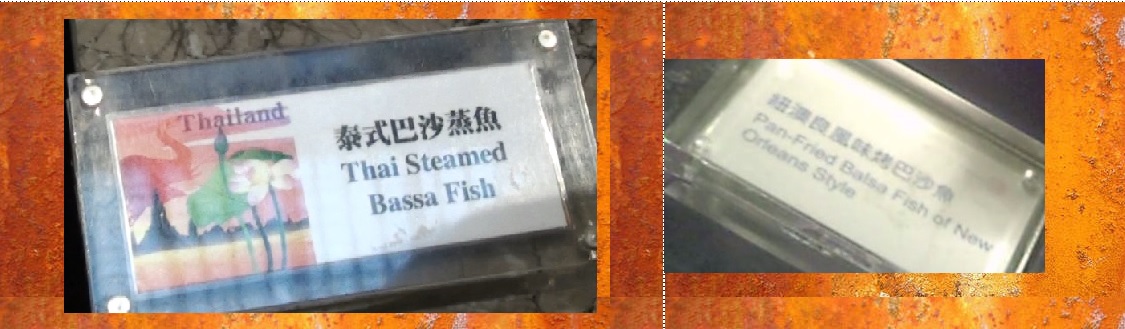 Thailand
泰式巴沙蒸魚
Thai Steamed
Bassa Fish
紐澳良風味烤巴沙魚
Pan-Fried Balsa Fish of New
Orleans Style